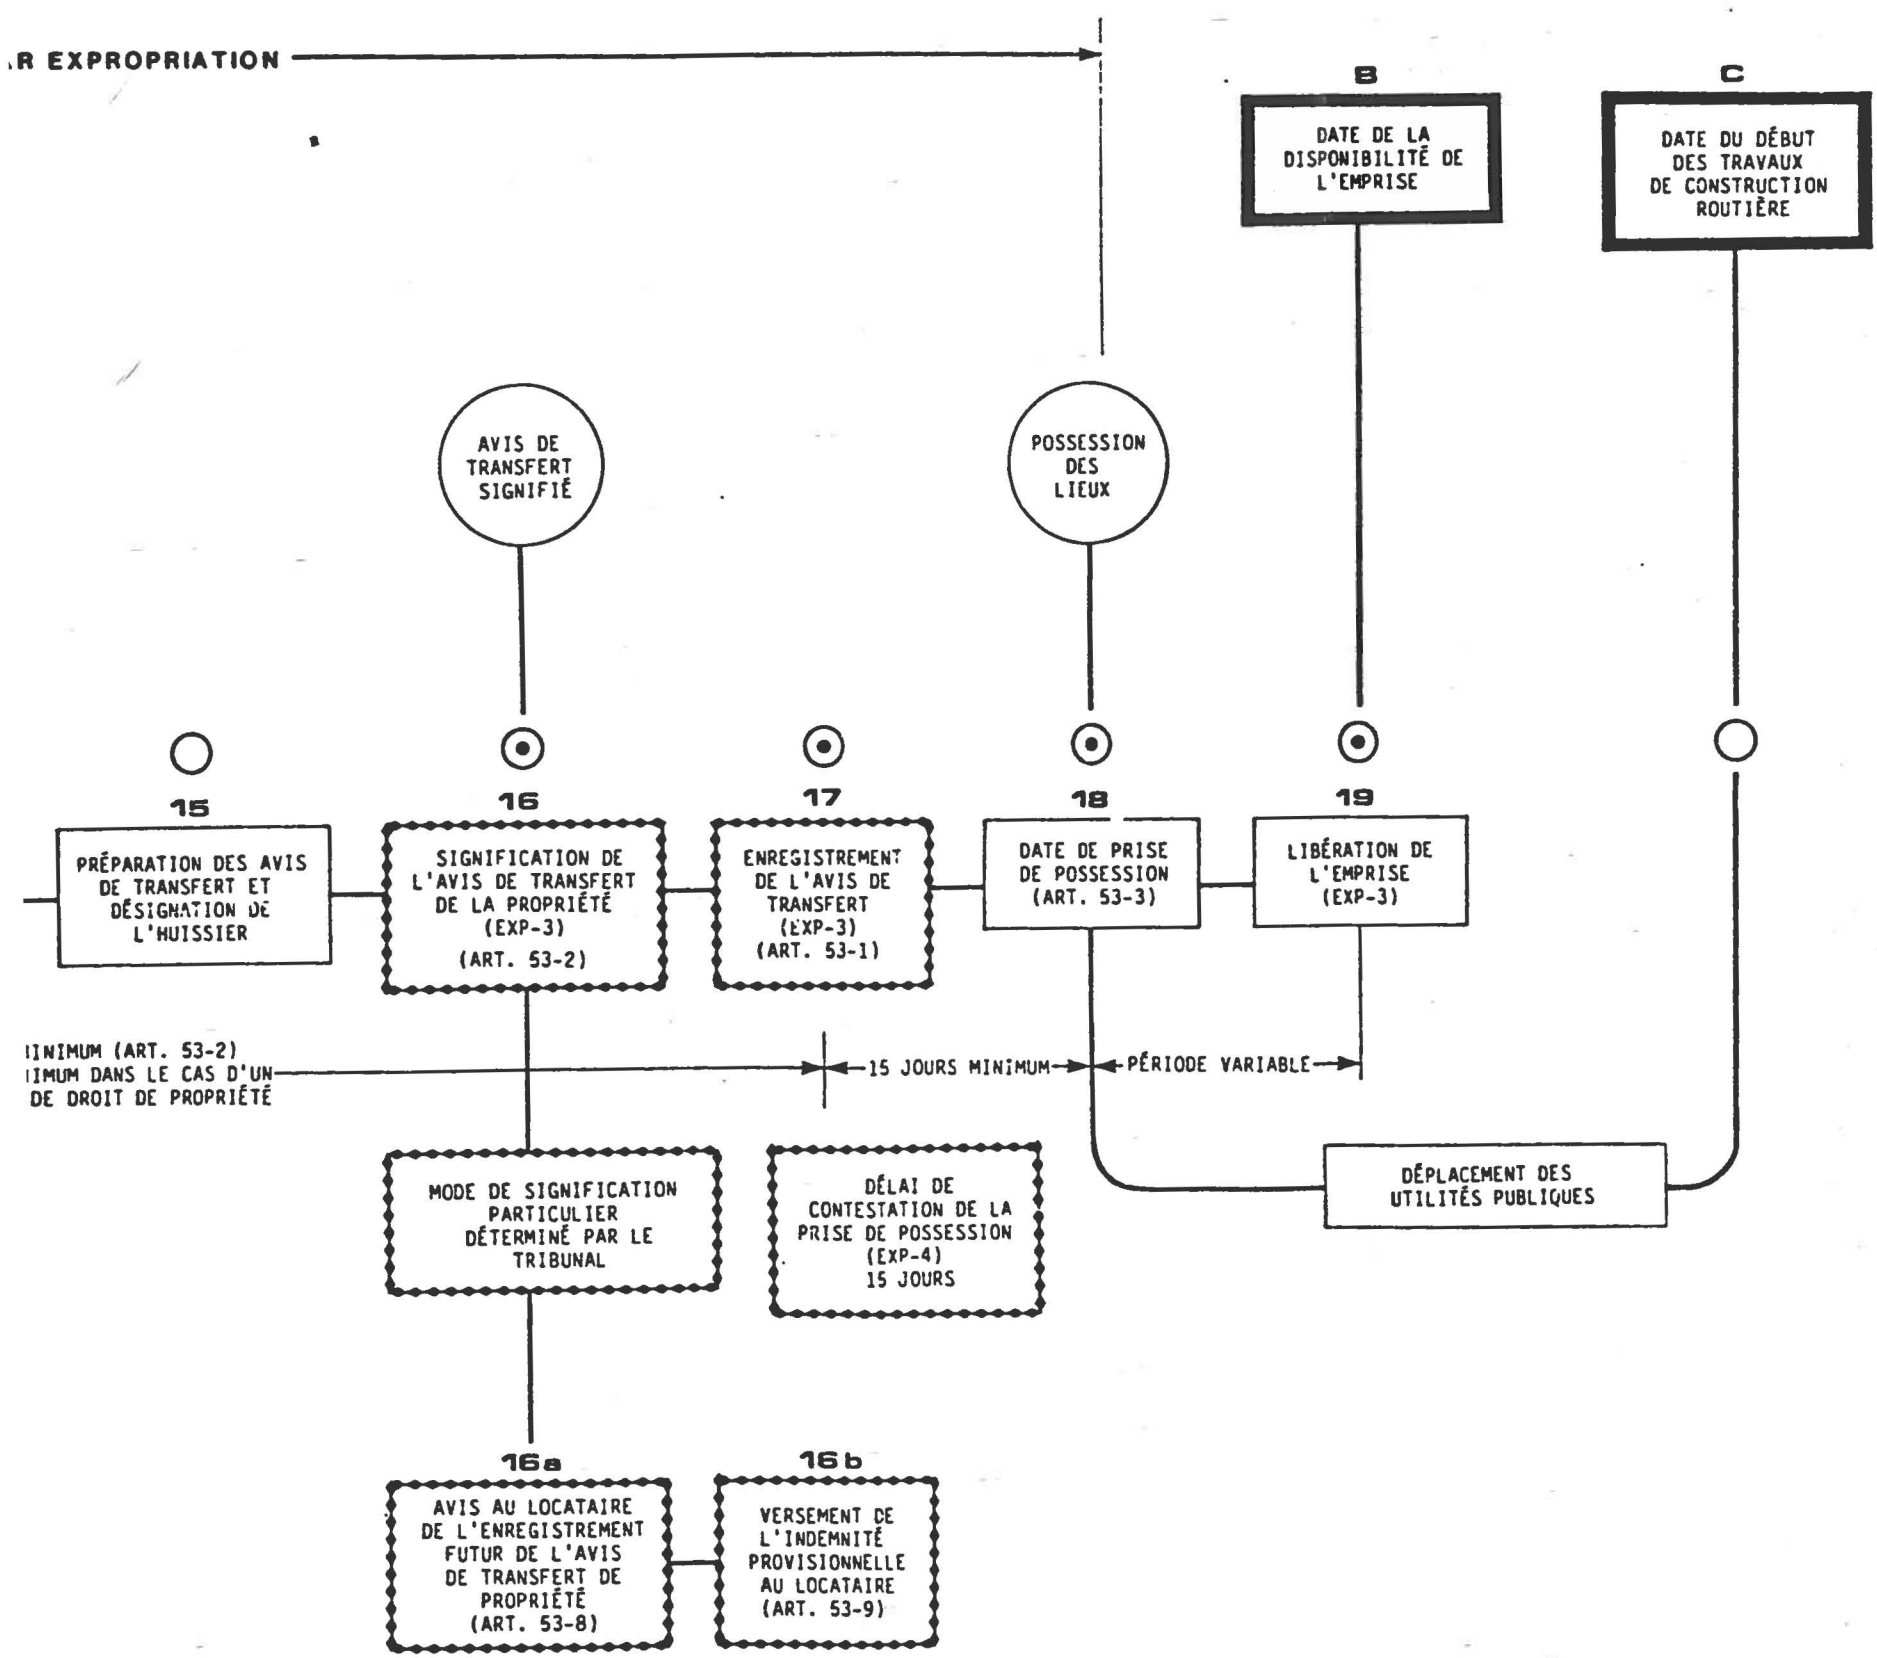 R EXPROPRIATION
B
DATE DE LA
DISPONIBILITÉ DE
L'EMPRISE
C
DATE DU DÉBUT
DES TRAVAUX
DE CONSTRUCTION
ROUTIÈRE
AVIS DE
TRANSFERT
SIGNIFIÉ
POSSESSION
DES
LIEUX
15
PRÉPARATION DES AVIS
DE TRANSFERT ET
DÉSIGNATION DE
L'HUISSIER
16
SIGNIFICATION DE
L'AVIS DE TRANSFERT
DE LA PROPRIÉTÉ
(EXP-3)
(ART. 53-2)
17
ENREGISTREMENT
DE L'AVIS DE
TRANSFERT
(EXP-3)
(ART. 53-1)
18
DATE DE PRISE
DE POSSESSION
(ART. 53-3)
19
LIBÉRATION DE
L'EMPRISE
(EXP-3)
INIMUM (ART. 53-2)
IMUM DANS LE CAS D'UN
DE DROIT DE PROPRIÉTÉ
15 JOURS MINIMUM
PÉRIODE VARIABLE
MODE DE SIGNIFICATION
PARTICULIER
DÉTERMINÉ PAR LE
TRIBUNAL
DÉLAI DE
CONTESTATION DE LA
PRISE DE POSSESSION
(EXP-4)
15 JOURS
DÉPLACEMENT DES
UTILITÉS PUBLIQUES
16a
AVIS AU LOCATAIRE
DE L'ENREGISTREMENT
FUTUR DE L'AVIS
DE TRANSFERT DE
PROPRIÉTÉ
(ART. 53-8)
16b
VERSEMENT DE
L'INDEMNITÉ
PROVISIONNELLE
AU LOCATAIRE
(ART. 53-9)